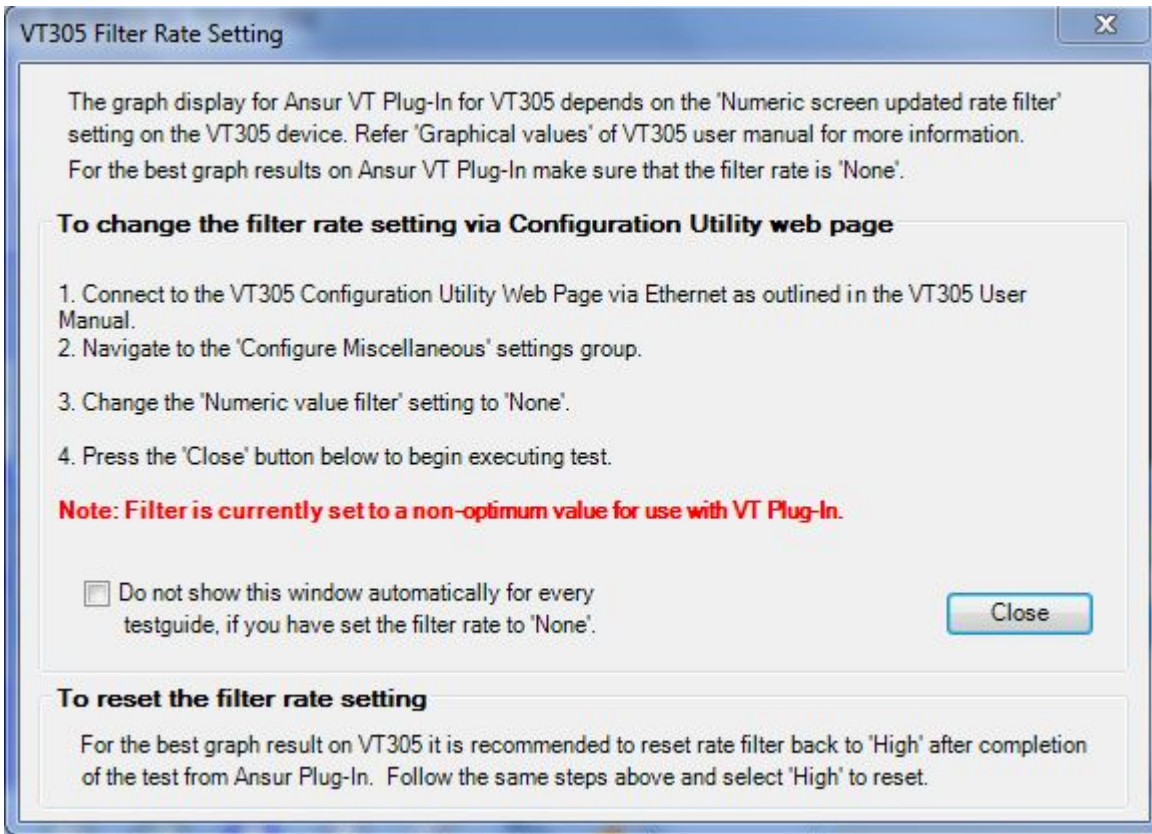 VT305 Filter Rate Setting
The graph display for Ansur VT Plug-In for VT305 depends on the 'Numeric screen updated rate filter'
setting on the VT305 device. Refer 'Graphical values' of VT305 user manual for more information.
For the best graph results on Ansur VT Plug-In make sure that the filter rate is 'None'.
To change the filter rate setting via Configuration Utility web page
1. Connect to the VT305 Configuration Utility Web Page via Ethernet as outlined in the VT305 User
Manual.
2. Navigate to the 'Configure Miscellaneous' settings group.
3. Change the 'Numeric value filter' setting to 'None'.
4. Press the 'Close' button below to begin executing test.
Note: Filter is currently set to a non-optimum value for use with VT Plug-In.
Do not show this window automatically for every
testguide, if you have set the filter rate to 'None'.
Close
To reset the filter rate setting
For the best graph result on VT305 it is recommended to reset rate filter back to 'High' after completion
of the test from Ansur Plug-In. Follow the same steps above and select 'High' to reset.